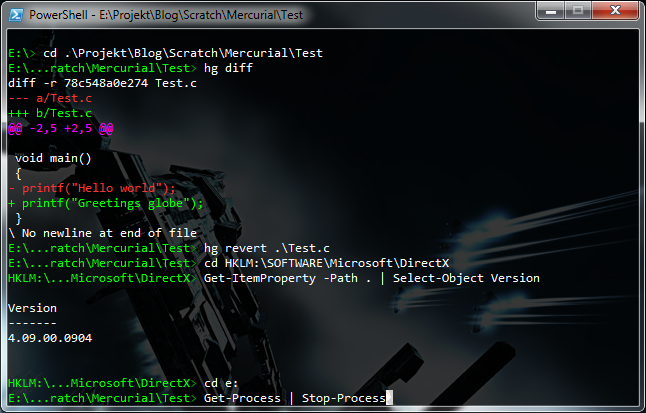 PowerShell - E:\Projekt\Blog\Scratch\Mercurial\Test
E:\> cd .\Projekt\Blog\Scratch\Mercurial\Test
E:\...ratch\Mercurial\Test> hg diff
diff -r 78c548a0e274 Test.c
--- a/Test.c
+++ b/Test.c
@@ -2,5 +2,5 @@

 void main()
 {
- printf("Hello world");
+ printf("Greetings globe");
 }
\ No newline at end of file
E:\...ratch\Mercurial\Test> hg revert .\Test.c
E:\...ratch\Mercurial\Test> cd HKLM:\SOFTWARE\Microsoft\DirectX
HKLM:\...Microsoft\DirectX> Get-ItemProperty -Path . | Select-Object Version

Version
-------
4.09.00.0904

HKLM:\...Microsoft\DirectX> cd e:
E:\...ratch\Mercurial\Test> Get-Process | Stop-Process